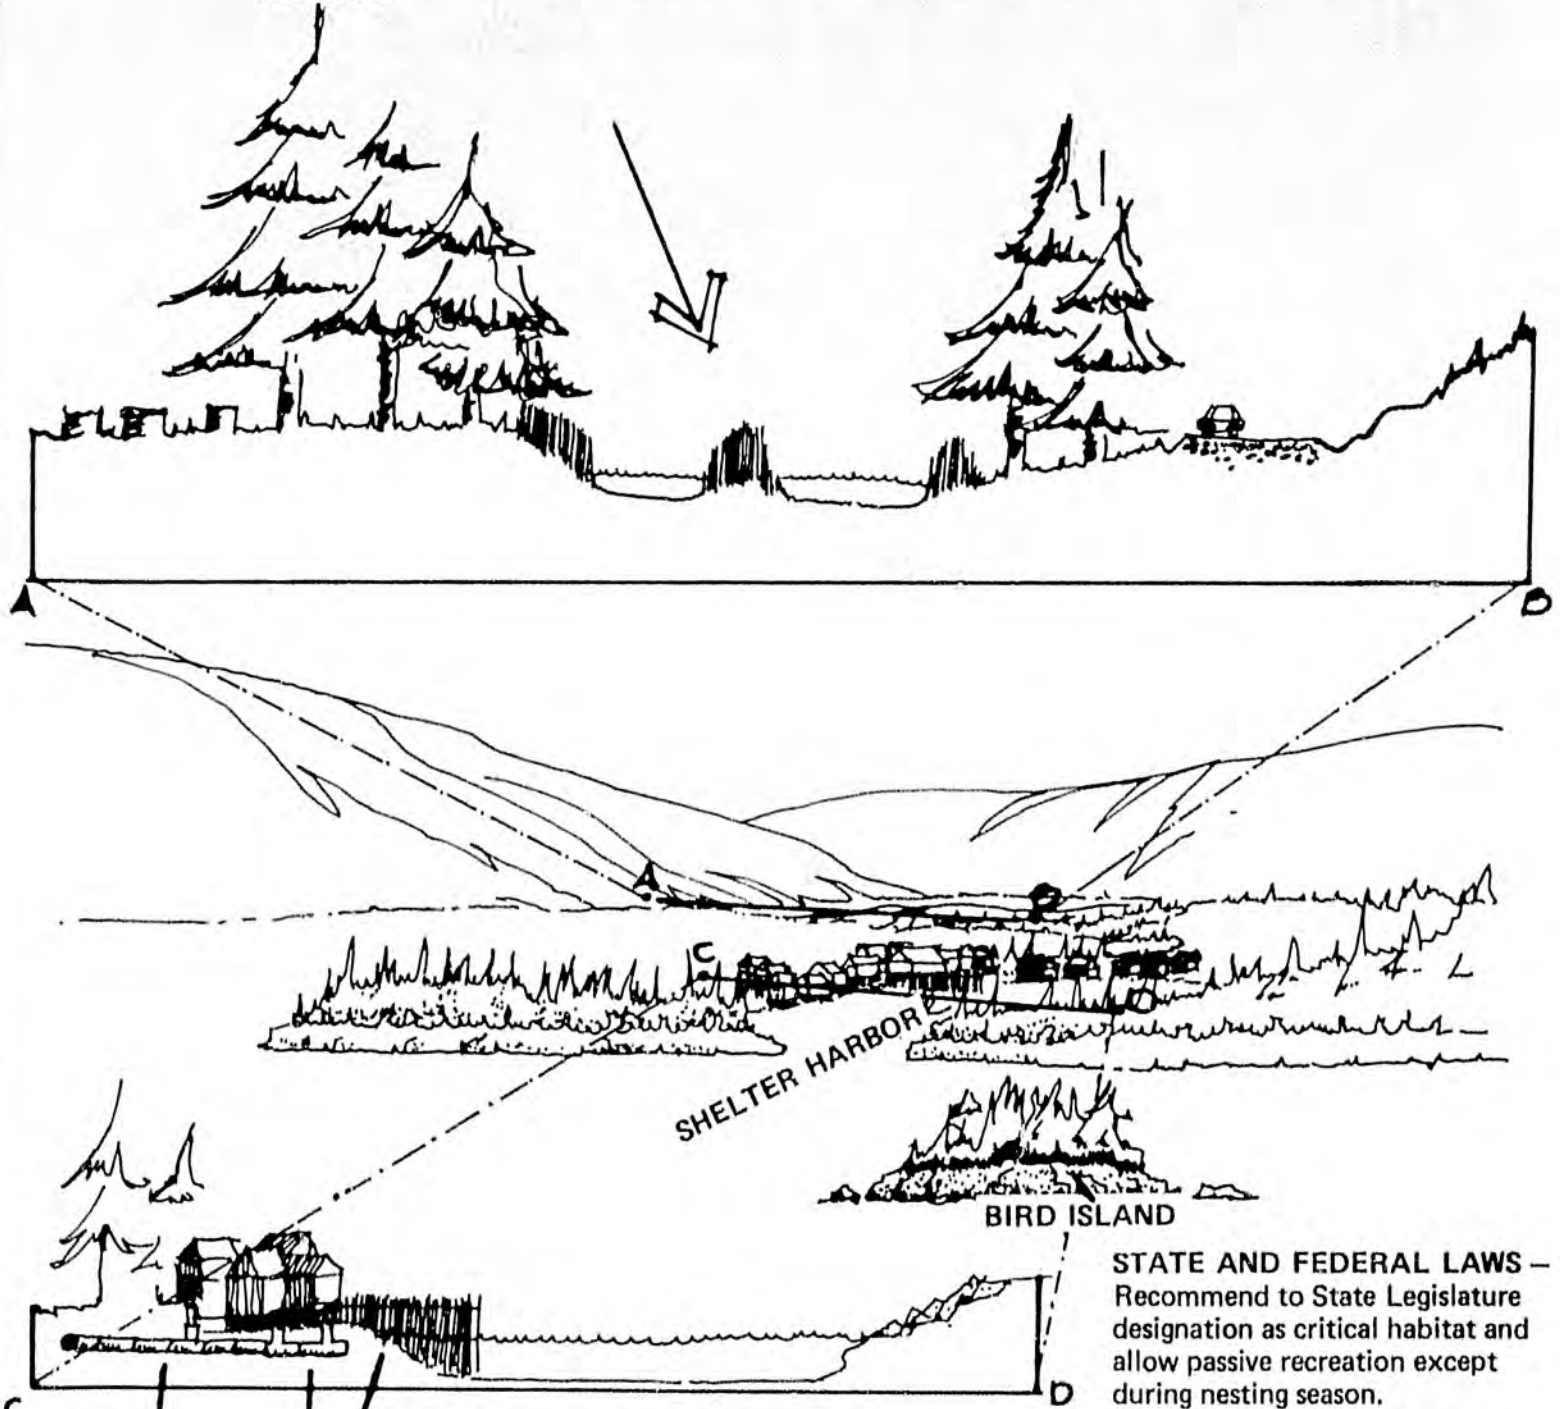 A
B
A
B
C
D
SHELTER HARBOR
BIRD ISLAND
STATE AND FEDERAL LAWS –
Recommend to State Legislature
designation as critical habitat and
allow passive recreation except
during nesting season.
C
D